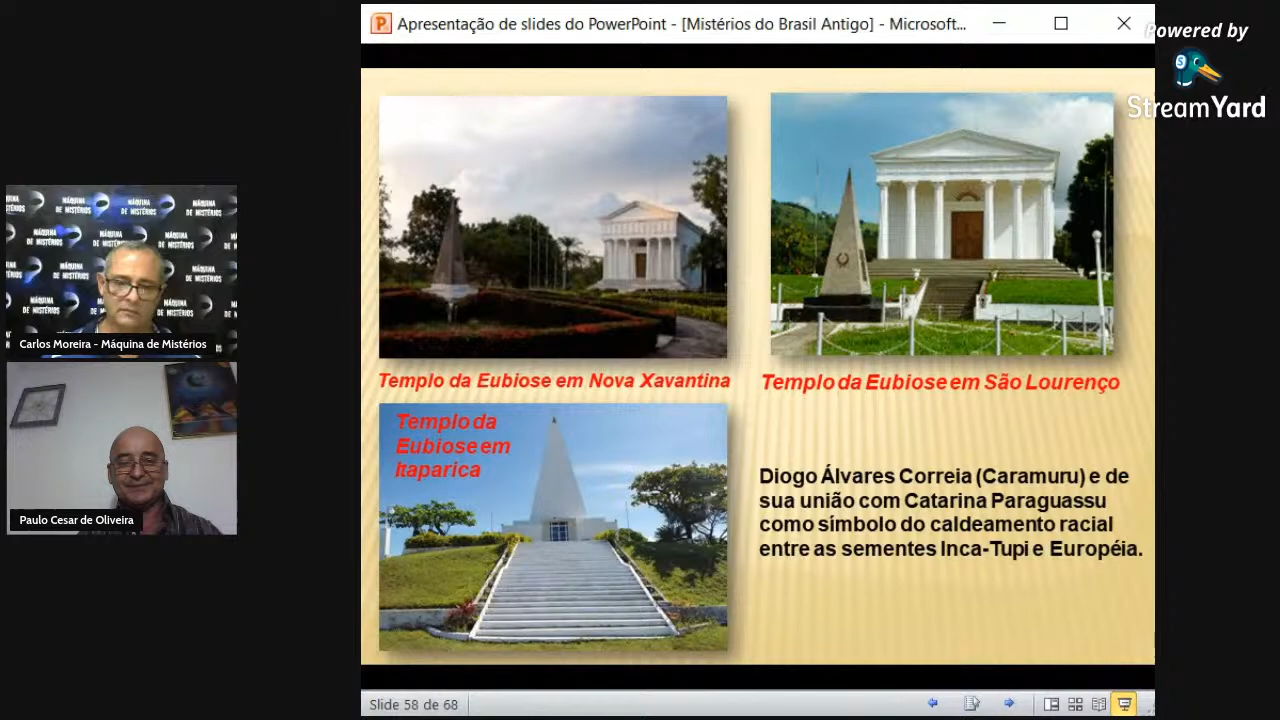 Apresentação de slides do PowerPoint - [Mistérios do Brasil Antigo] - Microsoft...
Powered by
StreamYard
MÁQUINA DE MISTÉRIOS
Carlos Moreira - Máquina de Mistérios
Paulo Cesar de Oliveira
Templo da Eubiose em Nova Xavantina
Templo da Eubiose em São Lourenço
Templo da
Eubiose em
Itaparica
Diogo Álvares Correia (Caramuru) e de
sua união com Catarina Paraguassu
como símbolo do caldeamento racial
entre as sementes Inca-Tupi e Européia.
Slide 58 de 68